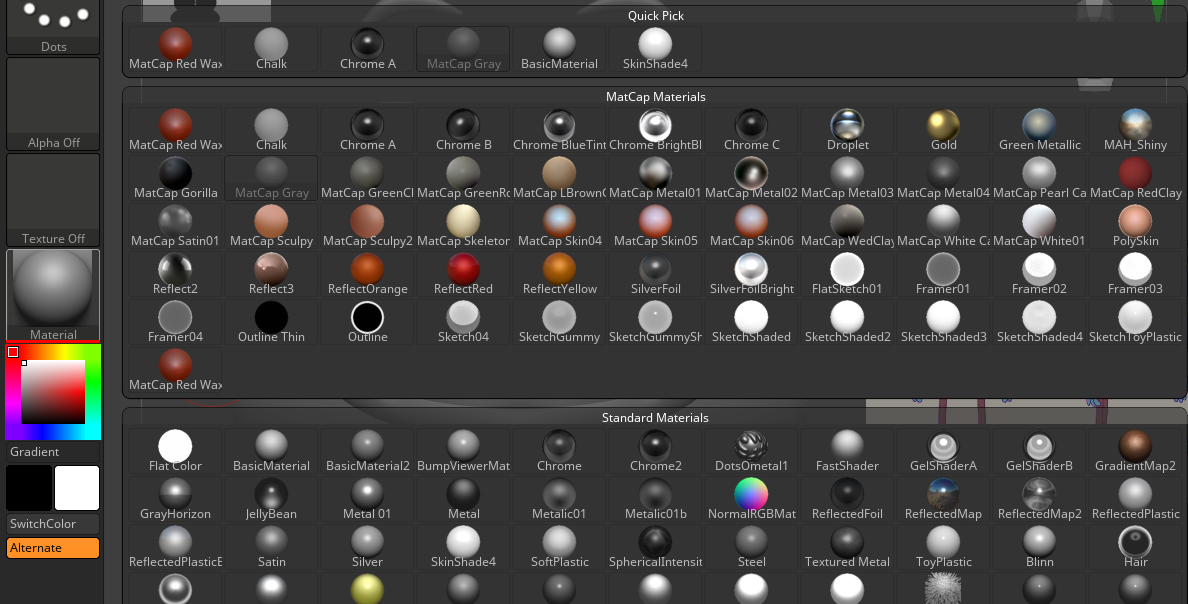 Dots
Alpha Off
Texture Off
Material
Gradient
SwitchColor
Alternate
Quick Pick
MatCap Red Wax Chalk Chrome A MatCap Gray BasicMaterial SkinShade4
MatCap Materials
MatCap Red Wax Chalk Chrome A Chrome B Chrome BlueTint Chrome BrightBl Chrome C Droplet Gold Green Metallic MAH_Shiny
MatCap Gorilla MatCap Gray MatCap GreenCl MatCap GreenRo MatCap LBrownC MatCap Metal01 MatCap Metal02 MatCap Metal03 MatCap Metal04 MatCap Pearl Ca MatCap RedClay
MatCap Satin01 MatCap Sculpy MatCap Sculpy2 MatCap Skeleton MatCap Skin04 MatCap Skin05 MatCap Skin06 MatCap WedClay MatCap White Ca MatCap White01 PolySkin
Reflect2 Reflect3 ReflectOrange ReflectRed ReflectYellow SilverFoil SilverFoilBright FlatSketch01 Framer01 Framer02 Framer03
Framer04 Outline Thin Outline Sketch04 SketchGummy SketchGummySh SketchShaded SketchShaded2 SketchShaded3 SketchShaded4 SketchToyPlastic
MatCap Red Wax
Standard Materials
Flat Color BasicMaterial BasicMaterial2 BumpViewerMat Chrome Chrome2 DotsOmetal1 FastShader GelShaderA GelShaderB GradientMap2
GrayHorizon JellyBean Metal 01 Metal Metalic01 Metalic01b NormalRGBMat ReflectedFoil ReflectedMap ReflectedMap2 ReflectedPlastic
ReflectedPlasticB Satin Silver SkinShade4 SoftPlastic SphericalIntensit Steel Textured Metal ToyPlastic Blinn Hair